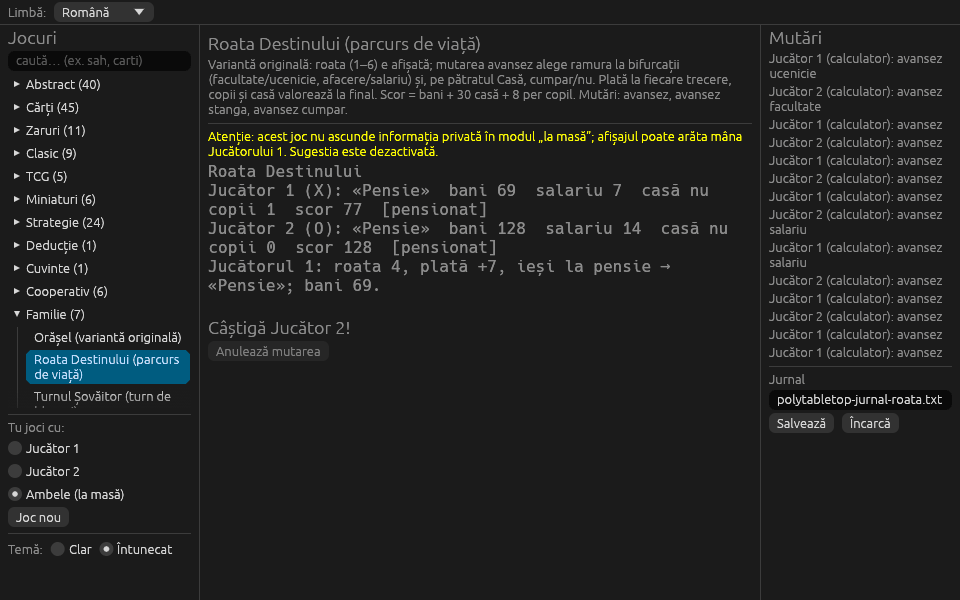 Limbă: Română
Jocuri
caută... (ex. sah, carti)
Abstract (40)
Cărți (45)
Zaruri (11)
Clasic (9)
TCG (5)
Miniaturi (6)
Strategie (24)
Deducție (1)
Cuvinte (1)
Cooperativ (6)
Familie (7)
Orășel (variantă originală)
Roata Destinului (parcurs
de viață)
Turnul Șovăitor (turn de
Tu joci cu:
Jucător 1
Jucător 2
Ambele (la masă)
Joc nou
Temă: Clar Întunecat
Roata Destinului (parcurs de viață)
Variantă originală: roata (1–6) e afișată; mutarea avansez alege ramura la bifurcații
(facultate/ucenicie, afacere/salariu) și, pe pătratul Casă, cumpar/nu. Plată la fiecare trecere,
copii și casă valorează la final. Scor = bani + 30 casă + 8 per copil. Mutări: avansez, avansez
stanga, avansez cumpar.
Atenție: acest joc nu ascunde informația privată în modul „la masă”; afișajul poate arăta mâna
Jucătorului 1. Sugestia este dezactivată.
Roata Destinului
Jucător 1 (X): «Pensie» bani 69 salariu 7 casă nu
copii 1 scor 77 [pensionat]
Jucător 2 (O): «Pensie» bani 128 salariu 14 casă nu
copii 0 scor 128 [pensionat]
Jucătorul 1: roata 4, plată +7, ieși la pensie →
«Pensie»; bani 69.
Câștigă Jucător 2!
Anulează mutarea
Mutări
Jucător 1 (calculator): avansez
ucenicie
Jucător 2 (calculator): avansez
facultate
Jucător 1 (calculator): avansez
Jucător 2 (calculator): avansez
Jucător 1 (calculator): avansez
Jucător 2 (calculator): avansez
Jucător 1 (calculator): avansez
Jucător 2 (calculator): avansez
salariu
Jucător 1 (calculator): avansez
salariu
Jucător 2 (calculator): avansez
Jucător 1 (calculator): avansez
Jucător 2 (calculator): avansez
Jucător 1 (calculator): avansez
Jucător 1 (calculator): avansez
Jurnal
polytabletop-jurnal-roata.txt
Salvează Încarcă